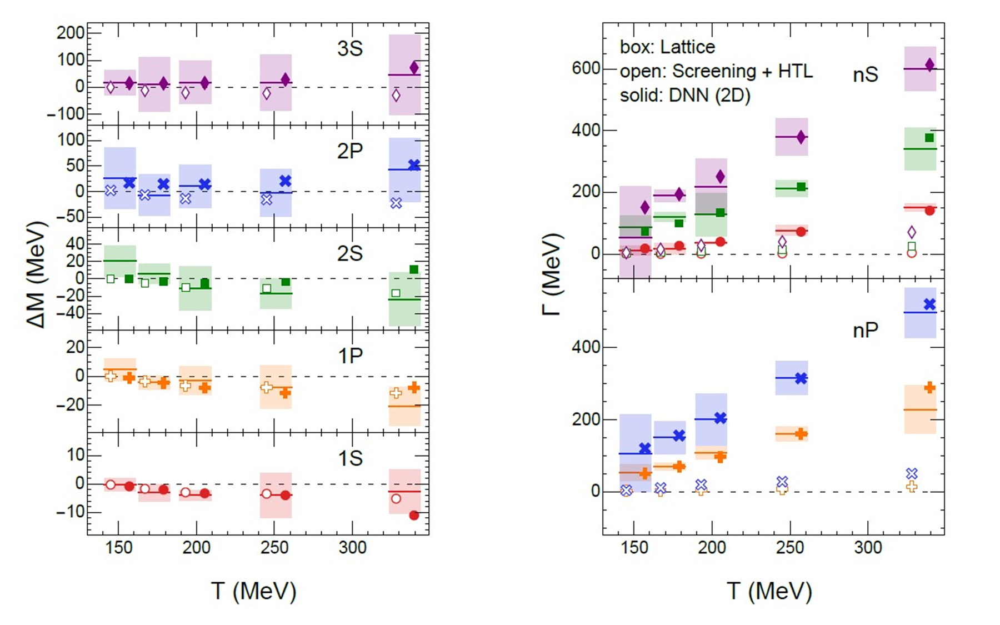 200
100
0
−100
3S
100
50
0
−50
2P
40
20
0
−20
−40
2S
20
0
−20
1P
10
0
−10
1S
150 200 250 300
ΔM (MeV)
T (MeV)
box: Lattice
open: Screening + HTL
solid: DNN (2D)
nS
600
400
200
0
nP
400
200
0
150 200 250 300
Γ (MeV)
T (MeV)